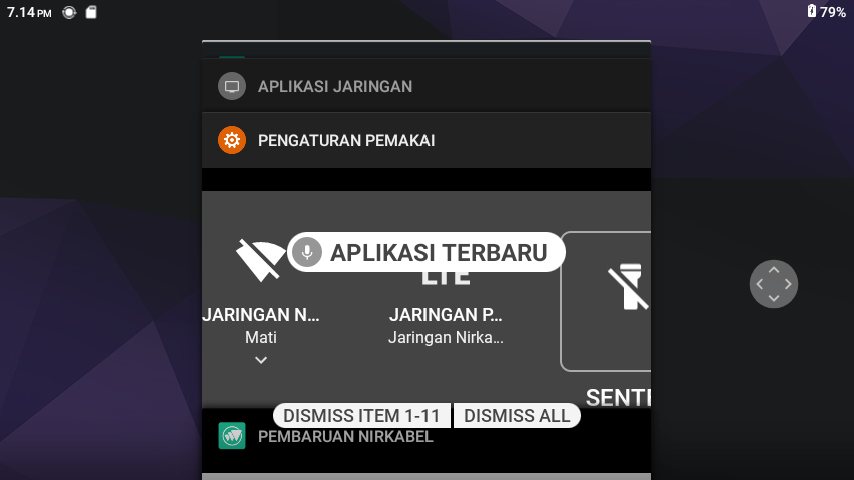 7.14 PM
79%
APLIKASI JARINGAN
PENGATURAN PEMAKAI
APLIKASI TERBARU
LTE
JARINGAN N...
JARINGAN P...
Mati
Jaringan Nirka...
SENTE
DISMISS ITEM 1-11
DISMISS ALL
PEMBARUAN NIRKABEL